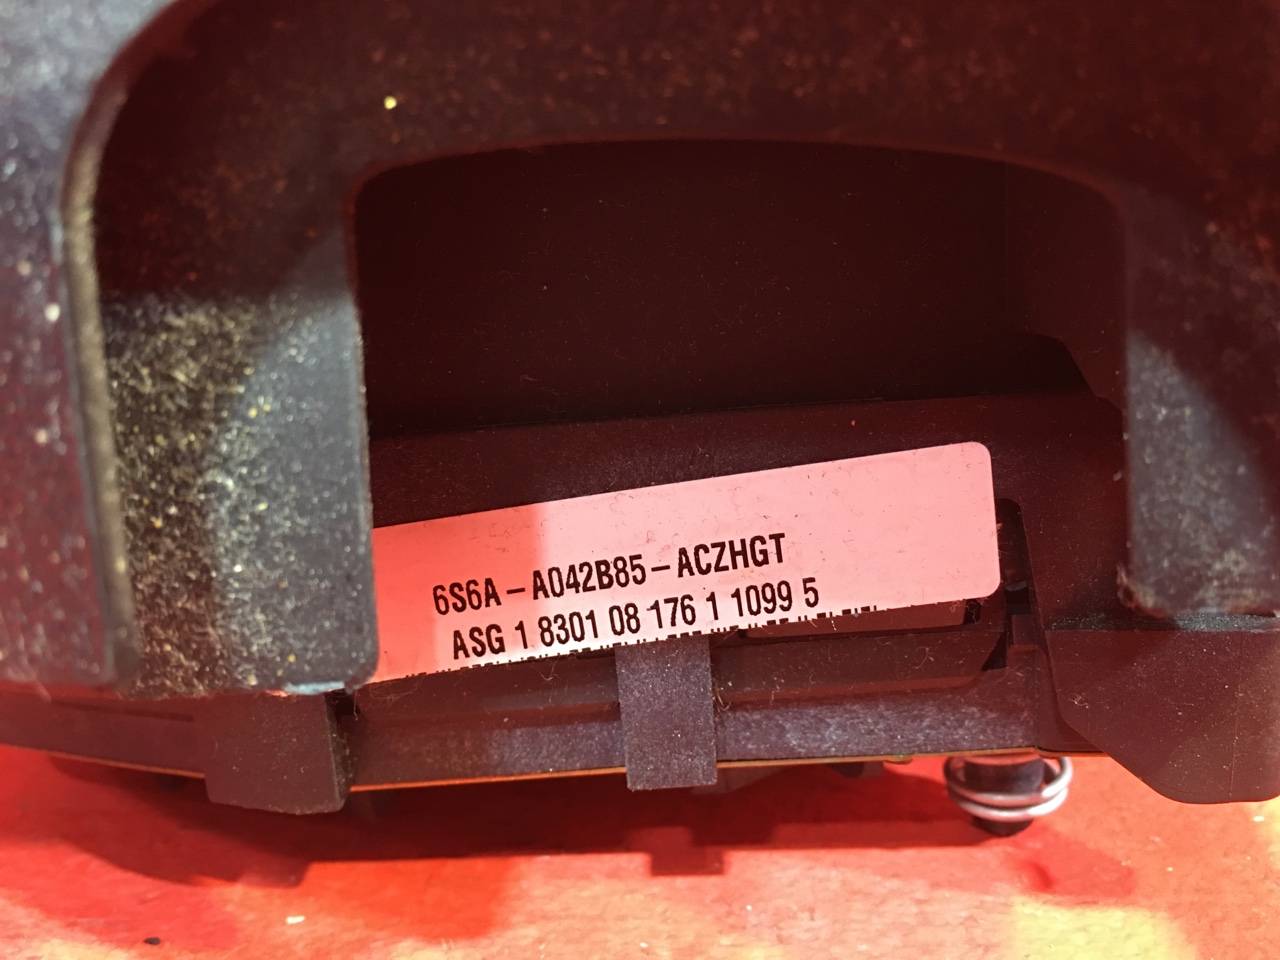 6S6A-A042B85-ACZHGT
ASG 1 8301 08 176 1 1099 5